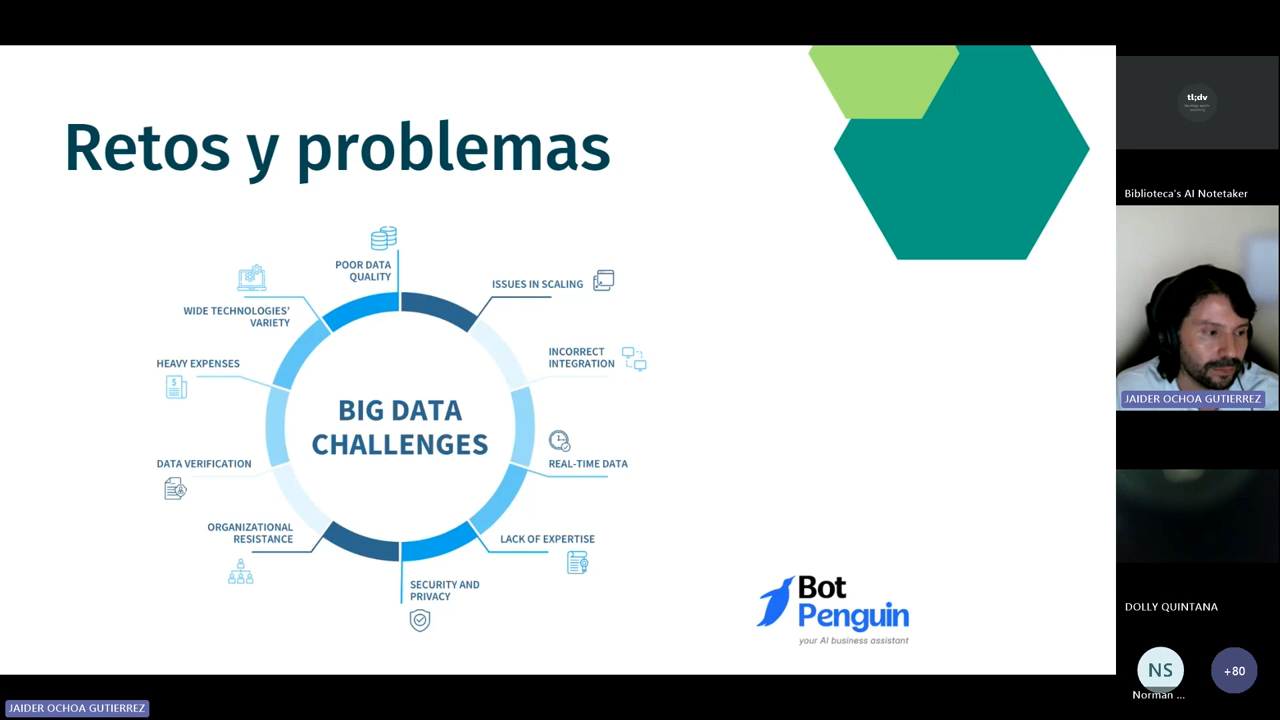 Retos y problemas
POOR DATA
QUALITY
ISSUES IN SCALING
WIDE TECHNOLOGIES'
VARIETY
INCORRECT
INTEGRATION
HEAVY EXPENSES
BIG DATA
CHALLENGES
REAL-TIME DATA
DATA VERIFICATION
ORGANIZATIONAL
RESISTANCE
LACK OF EXPERTISE
SECURITY AND
PRIVACY
Bot
Penguin
your AI business assistant
tl;dv
Biblioteca's AI Notetaker
JAIDER OCHOA GUTIERREZ
DOLLY QUINTANA
NS
+80
Norman ...
JAIDER OCHOA GUTIERREZ